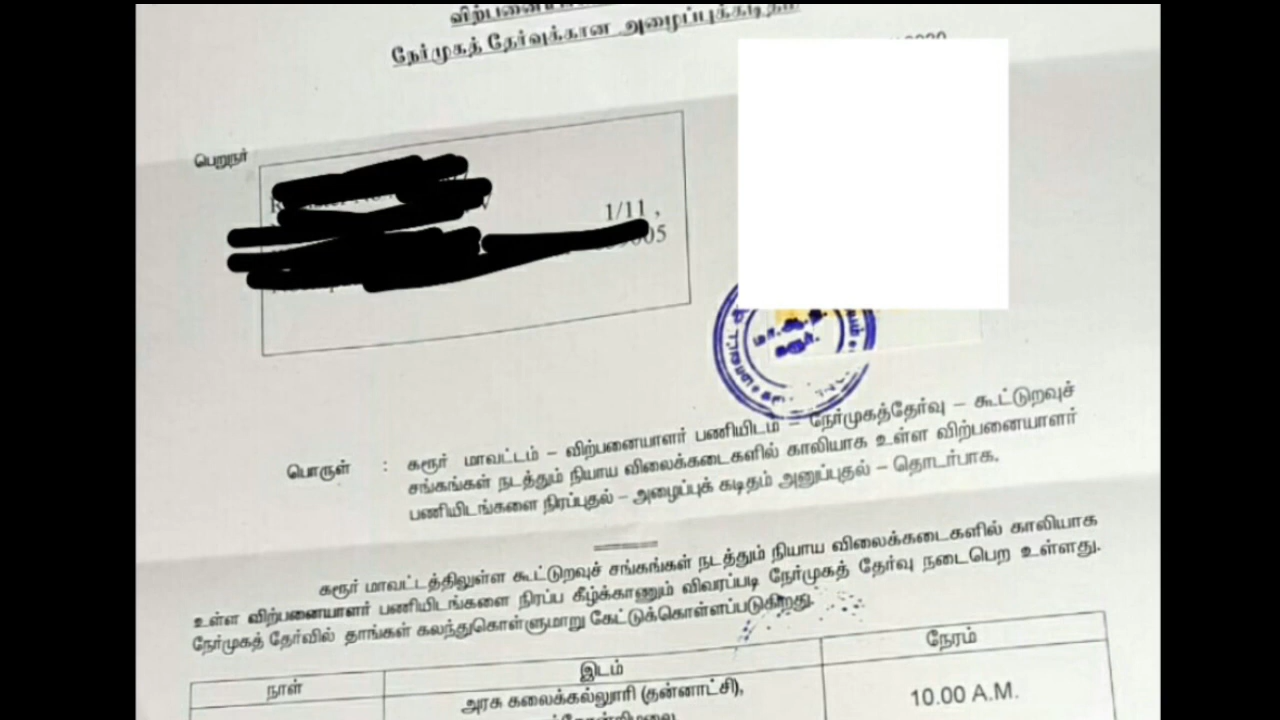 நேர்முகத் தேர்வுக்கான அழைப்புக்கடிதம்
பெறுநர்
1/11 ,
மா.ஆ.நி.
கரூர்.
பொருள் : கரூர் மாவட்டம் – விற்பனையாளர் பணியிடம் – நேர்முகத்தேர்வு – கூட்டுறவுச்
சங்கங்கள் நடத்தும் நியாய விலைக்கடைகளில் காலியாக உள்ள விற்பனையாளர்
பணியிடங்களை நிரப்புதல் – அழைப்புக் கடிதம் அனுப்புதல் – தொடர்பாக.
கரூர் மாவட்டத்திலுள்ள கூட்டுறவுச் சங்கங்கள் நடத்தும் நியாய விலைக்கடைகளில் காலியாக
உள்ள விற்பனையாளர் பணியிடங்களை நிரப்ப கீழ்க்காணும் விவரப்படி நேர்முகத் தேர்வு நடைபெற உள்ளது.
நேர்முகத் தேர்வில் தாங்கள் கலந்துகொள்ளுமாறு கேட்டுக்கொள்ளப்படுகிறது.
நாள் இடம் நேரம்
அரசு கலைக்கல்லூரி (தன்னாட்சி), 10.00 A.M.